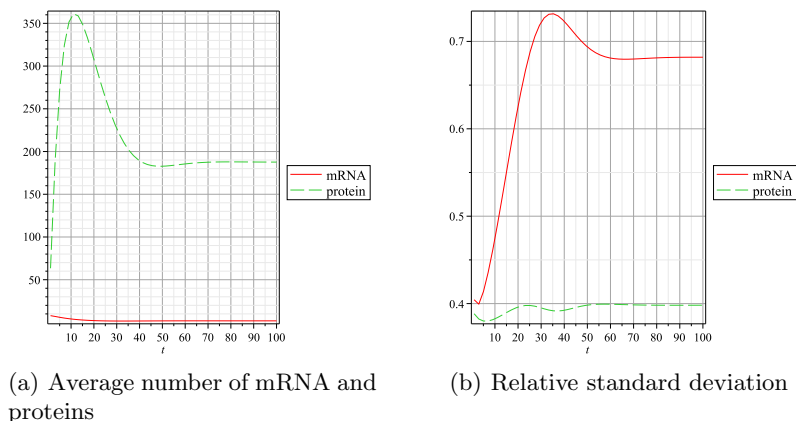 350
300
250
200
150
100
50
10 20 30 40 50 60 70 80 90 100
t
mRNA
protein
(a) Average number of mRNA and
proteins
0.7
0.6
0.5
0.4
10 20 30 40 50 60 70 80 90 100
t
mRNA
protein
(b) Relative standard deviation